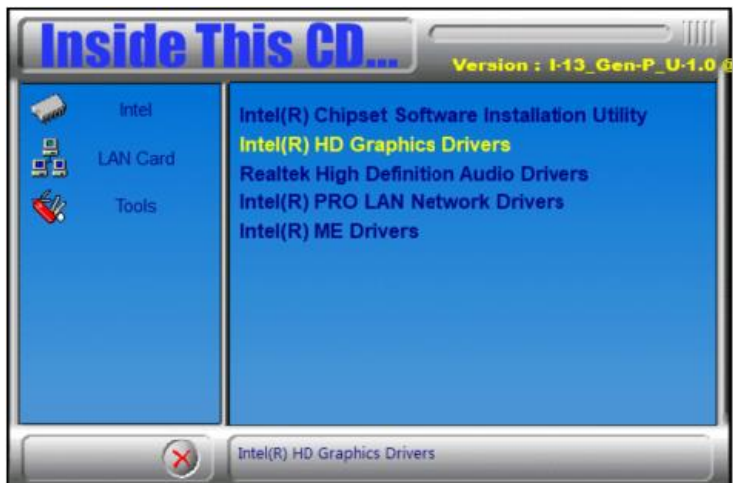 Inside This CD...
Version : I-13_Gen-P_U-1.0 @
Intel
LAN Card
Tools
Intel(R) Chipset Software Installation Utility
Intel(R) HD Graphics Drivers
Realtek High Definition Audio Drivers
Intel(R) PRO LAN Network Drivers
Intel(R) ME Drivers
Intel(R) HD Graphics Drivers